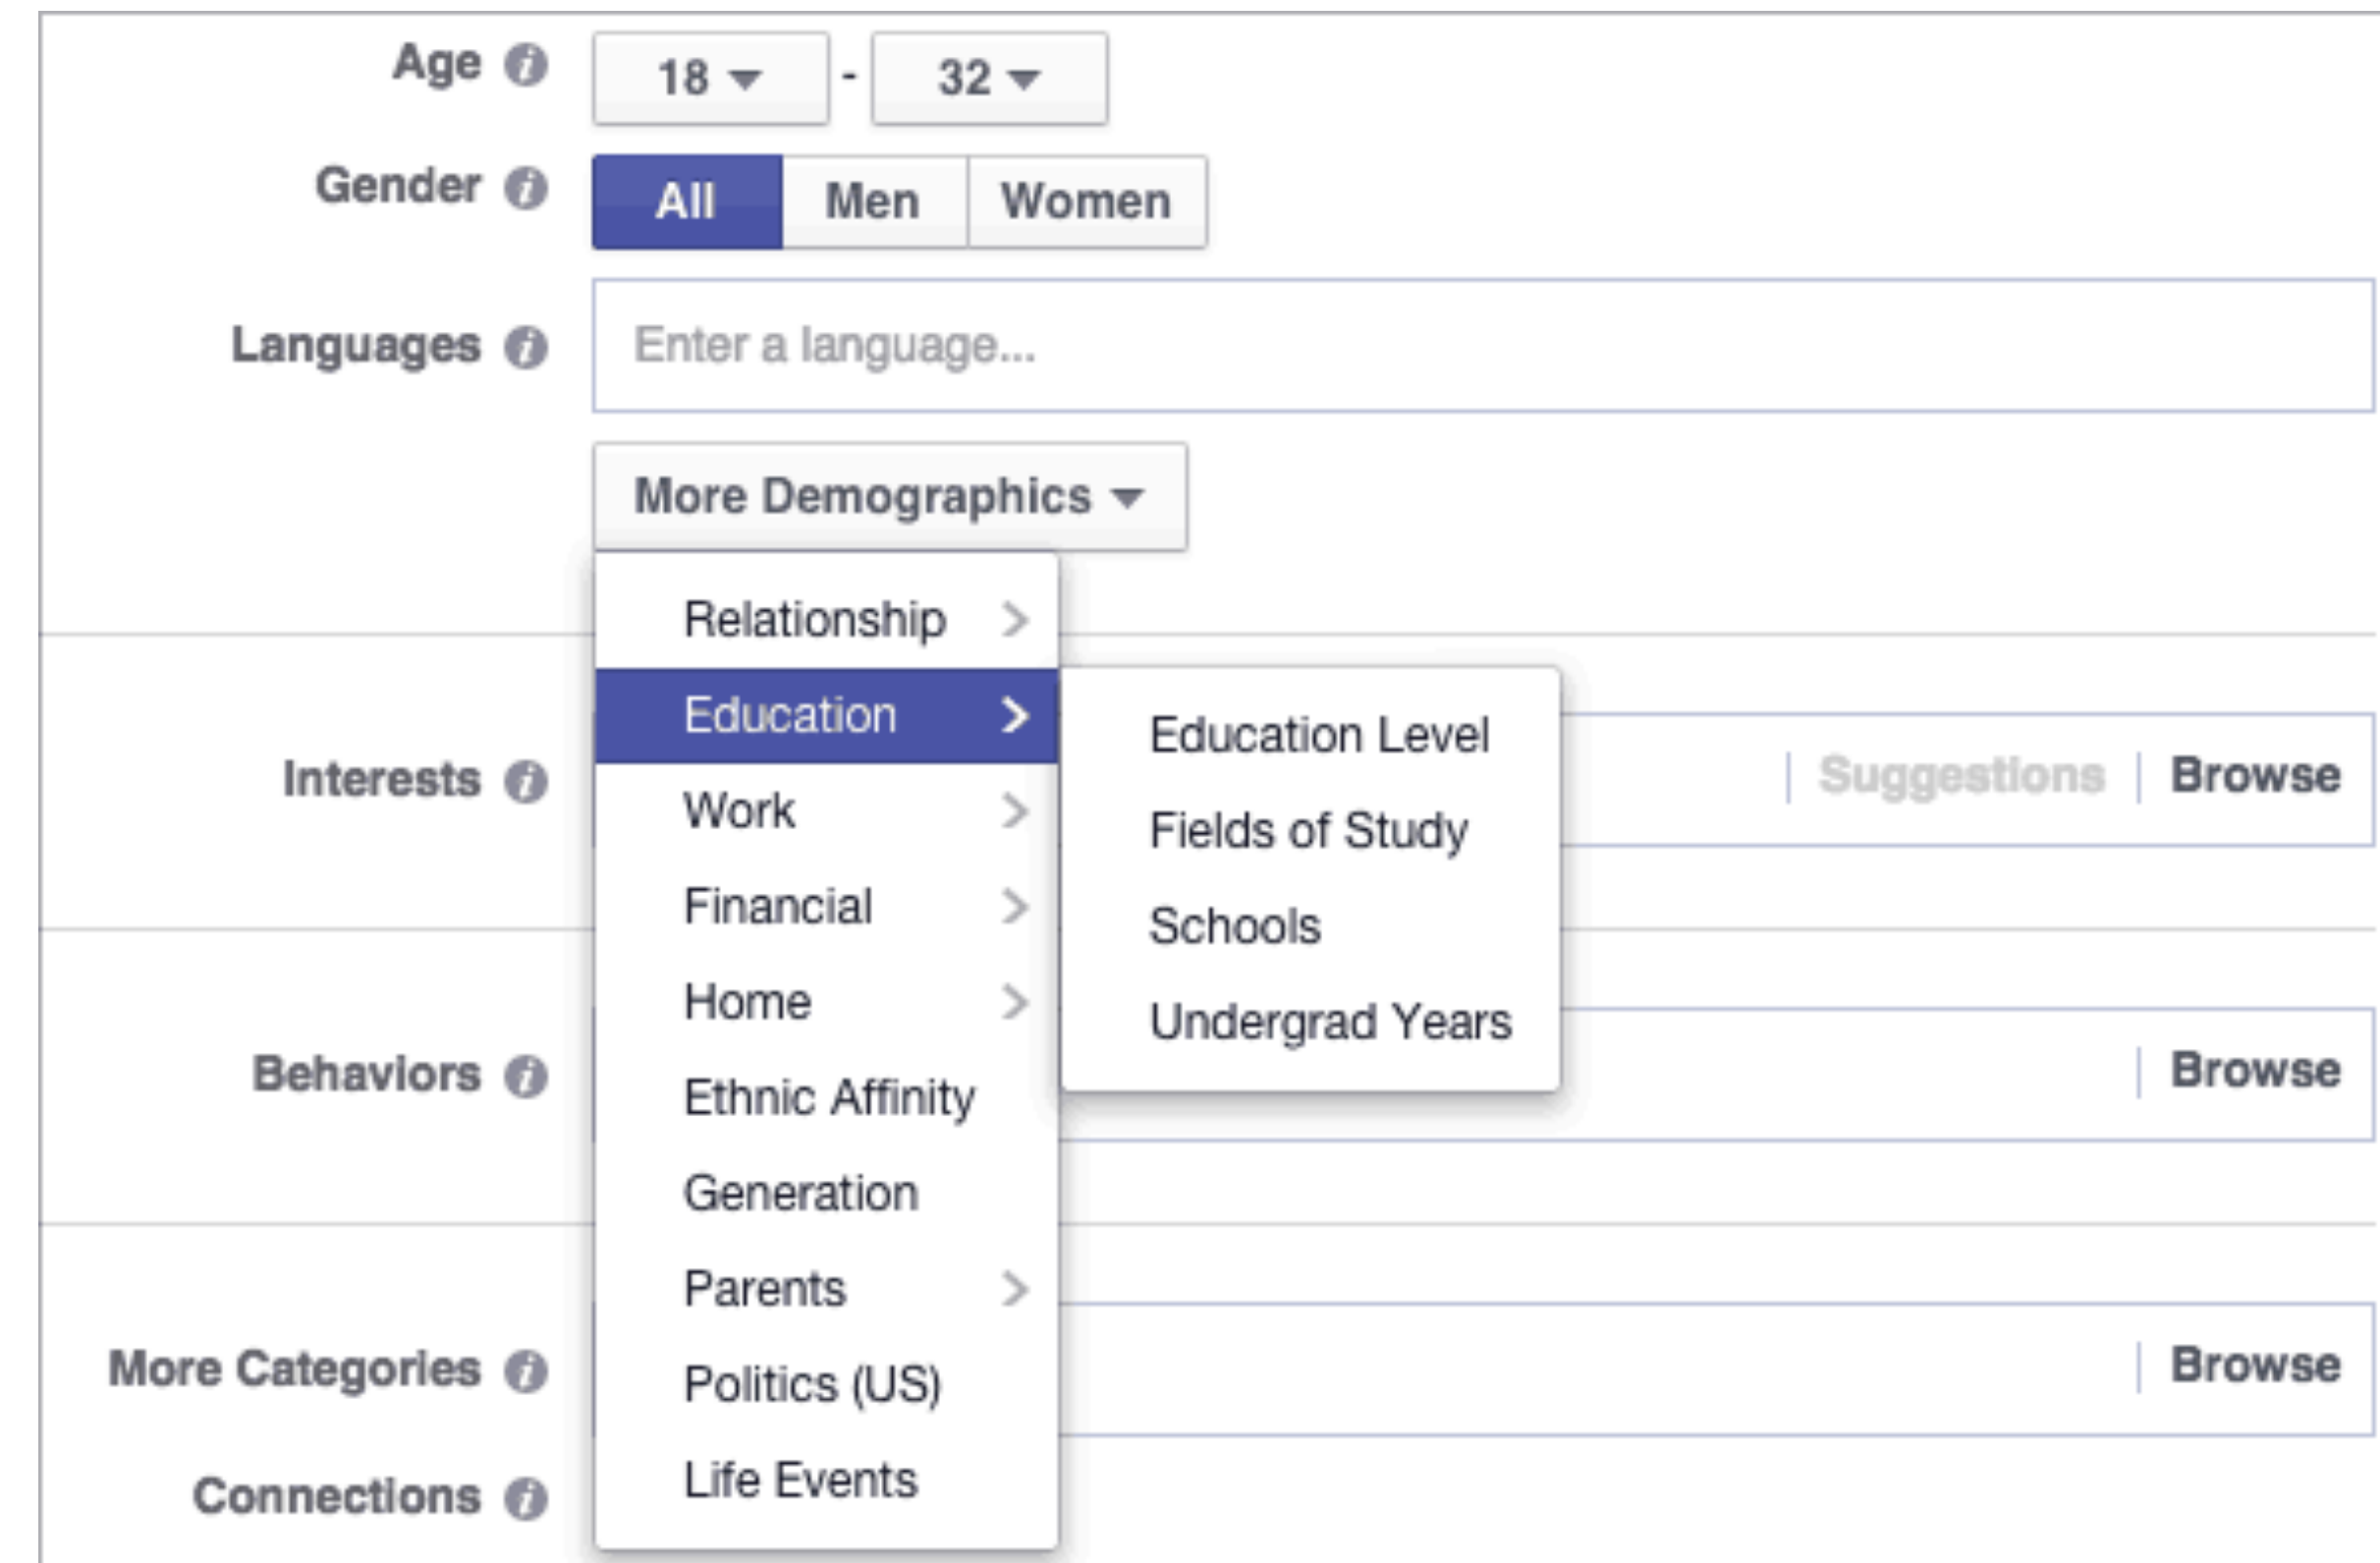 Age 18 - 32
Gender All Men Women
Languages Enter a language...
More Demographics
Relationship
Education
Education Level
Work
Fields of Study
Interests
Suggestions Browse
Financial
Schools
Home
Undergrad Years
Behaviors
Browse
Ethnic Affinity
Generation
Parents
More Categories
Browse
Politics (US)
Life Events
Connections